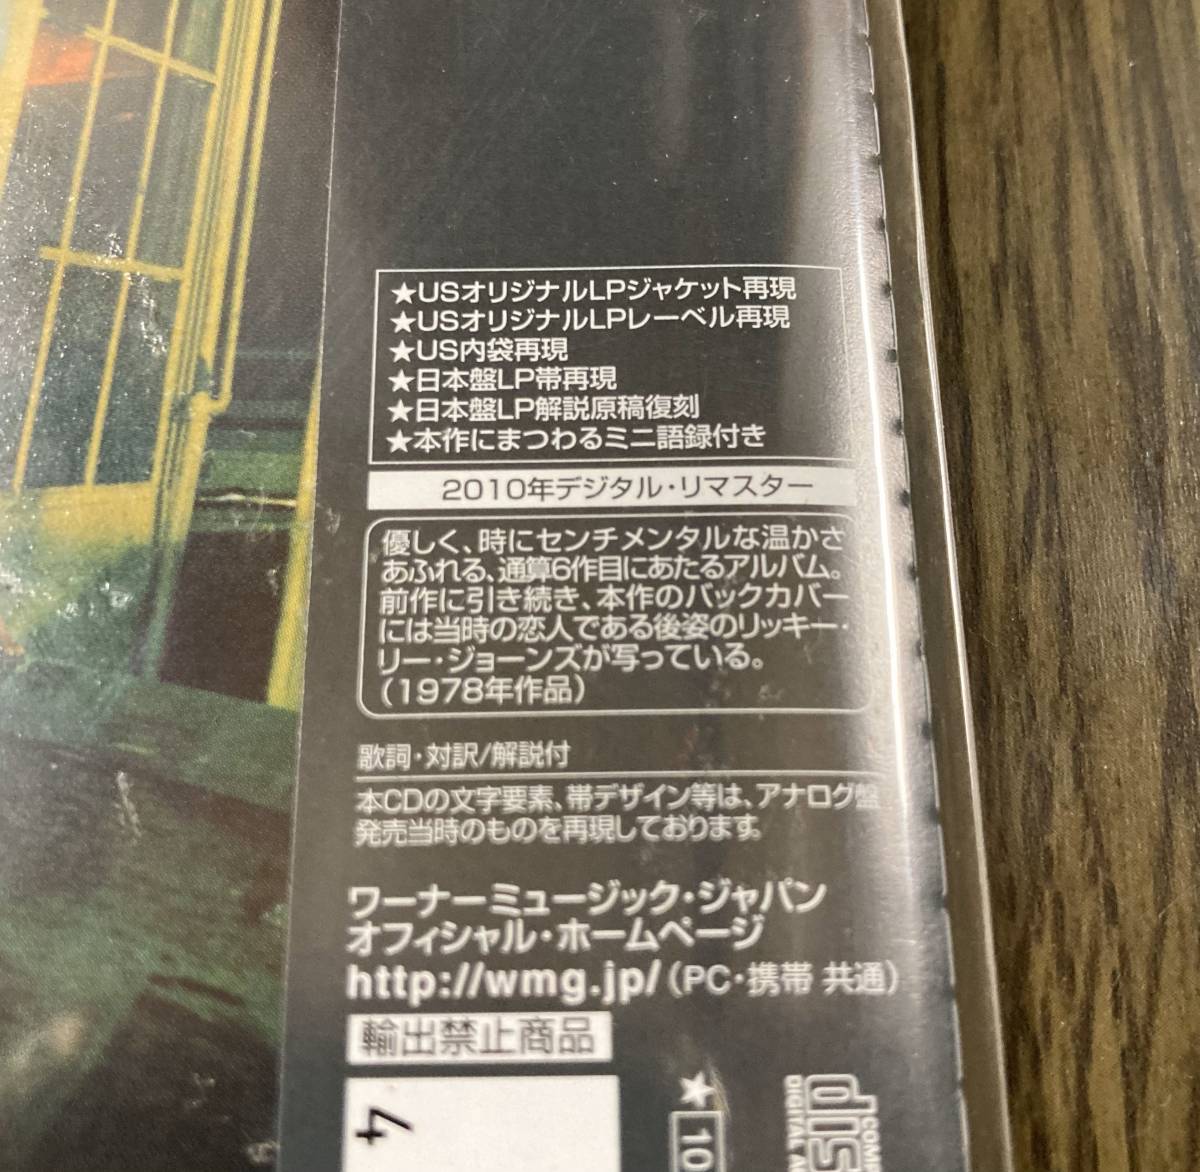 ★USオリジナルLPジャケット再現
★USオリジナルLPレーベル再現
★US内袋再現
★日本盤LP帯再現
★日本盤LP解説原稿復刻
★本作にまつわるミニ語録付き
2010年デジタル・リマスター
優しく、時にセンチメンタルな温かさ
あふれる、通算6作目にあたるアルバム。
前作に引き続き、本作のバックカバー
には当時の恋人である後姿のリッキー・
リー・ジョーンズが写っている。
(1978年作品)
歌詞・対訳/解説付
本CDの文字要素、帯デザイン等は、アナログ盤
発売当時のものを再現しております。
ワーナーミュージック・ジャパン
オフィシャル・ホームページ
http://wmg.jp/(PC・携帯 共通)
輸出禁止商品
4
★
10
disc
DIGITAL